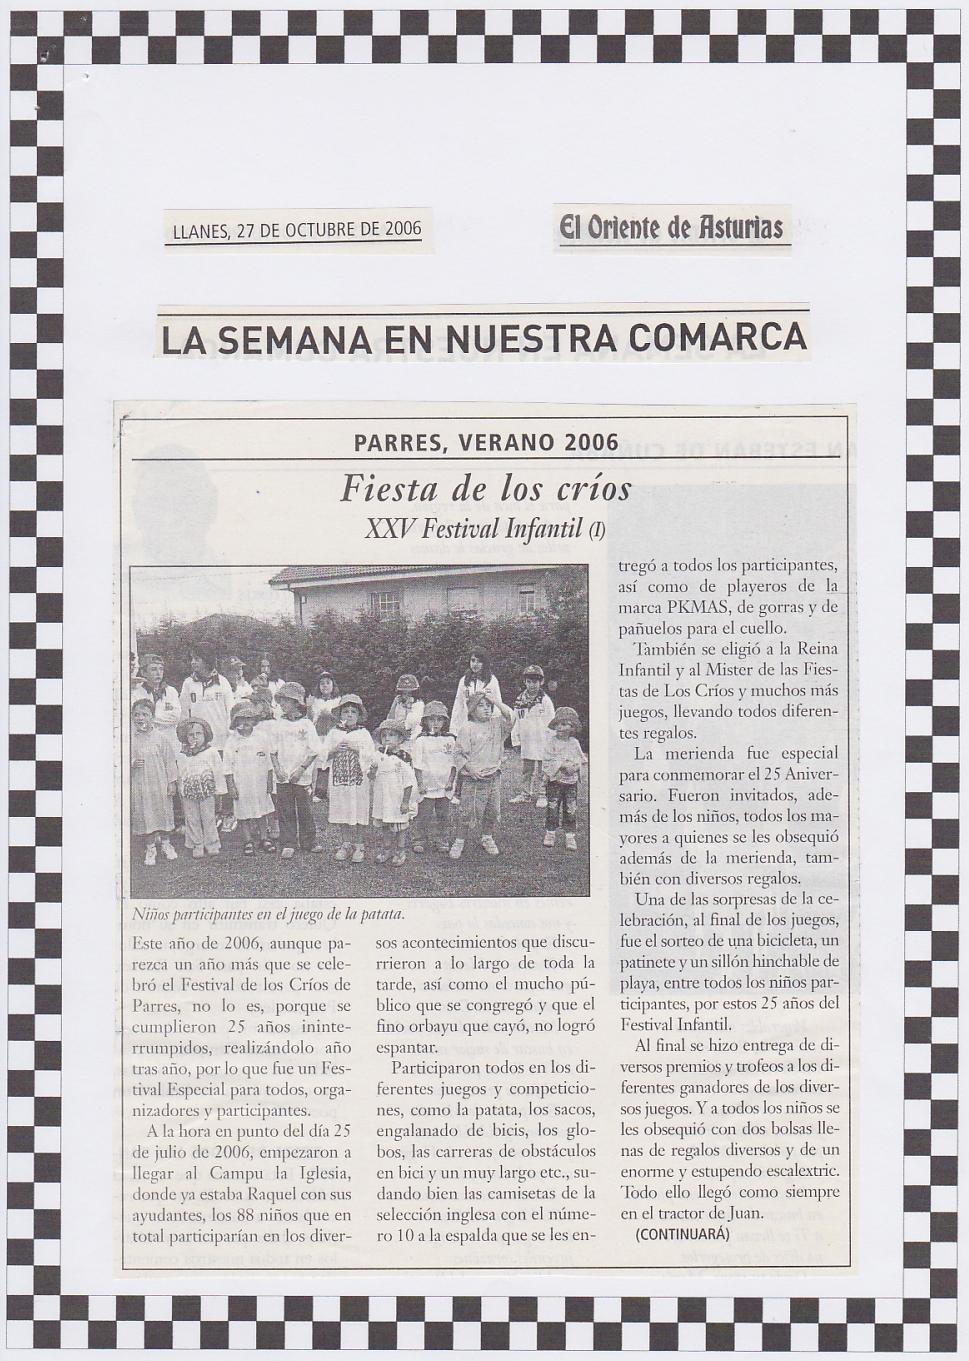 LLANES, 27 DE OCTUBRE DE 2006
El Oriente de Asturias
LA SEMANA EN NUESTRA COMARCA
PARRES, VERANO 2006
Fiesta de los críos
XXV Festival Infantil (I)
Niños participantes en el juego de la patata.
Este año de 2006, aunque pa-
rezca un año más que se cele-
bró el Festival de los Críos de
Parres, no lo es, porque se
cumplieron 25 años ininte-
rrumpidos, realizándolo año
tras año, por lo que fue un Fes-
tival Especial para todos, orga-
nizadores y participantes.
A la hora en punto del día 25
de julio de 2006, empezaron a
llegar al Campu la Iglesia,
donde ya estaba Raquel con sus
ayudantes, los 88 niños que en
total participarían en los diver-
sos acontecimientos que discu-
rrieron a lo largo de toda la
tarde, así como el mucho pú-
blico que se congregó y que el
fino orbayu que cayó, no logró
espantar.
Participaron todos en los di-
ferentes juegos y competicio-
nes, como la patata, los sacos,
engalanado de bicis, los glo-
bos, las carreras de obstáculos
en bici y un muy largo etc., su-
dando bien las camisetas de la
selección inglesa con el núme-
ro 10 a la espalda que se les en-
tregó a todos los participantes,
así como de playeros de la
marca PKMAS, de gorras y de
pañuelos para el cuello.
También se eligió a la Reina
Infantil y al Mister de las Fies-
tas de Los Críos y muchos más
juegos, llevando todos diferen-
tes regalos.
La merienda fue especial
para conmemorar el 25 Aniver-
sario. Fueron invitados, ade-
más de los niños, todos los ma-
yores a quienes se les obsequió
además de la merienda, tam-
bién con diversos regalos.
Una de las sorpresas de la ce-
lebración, al final de los juegos,
fue el sorteo de una bicicleta, un
patinete y un sillón hinchable de
playa, entre todos los niños par-
ticipantes, por estos 25 años del
Festival Infantil.
Al final se hizo entrega de di-
versos premios y trofeos a los di-
ferentes ganadores de los diver-
sos juegos. Y a todos los niños se
les obsequió con dos bolsas lle-
nas de regalos diversos y de un
enorme y estupendo escalextric.
Todo ello llegó como siempre
en el tractor de Juan.
(CONTINUARÁ)